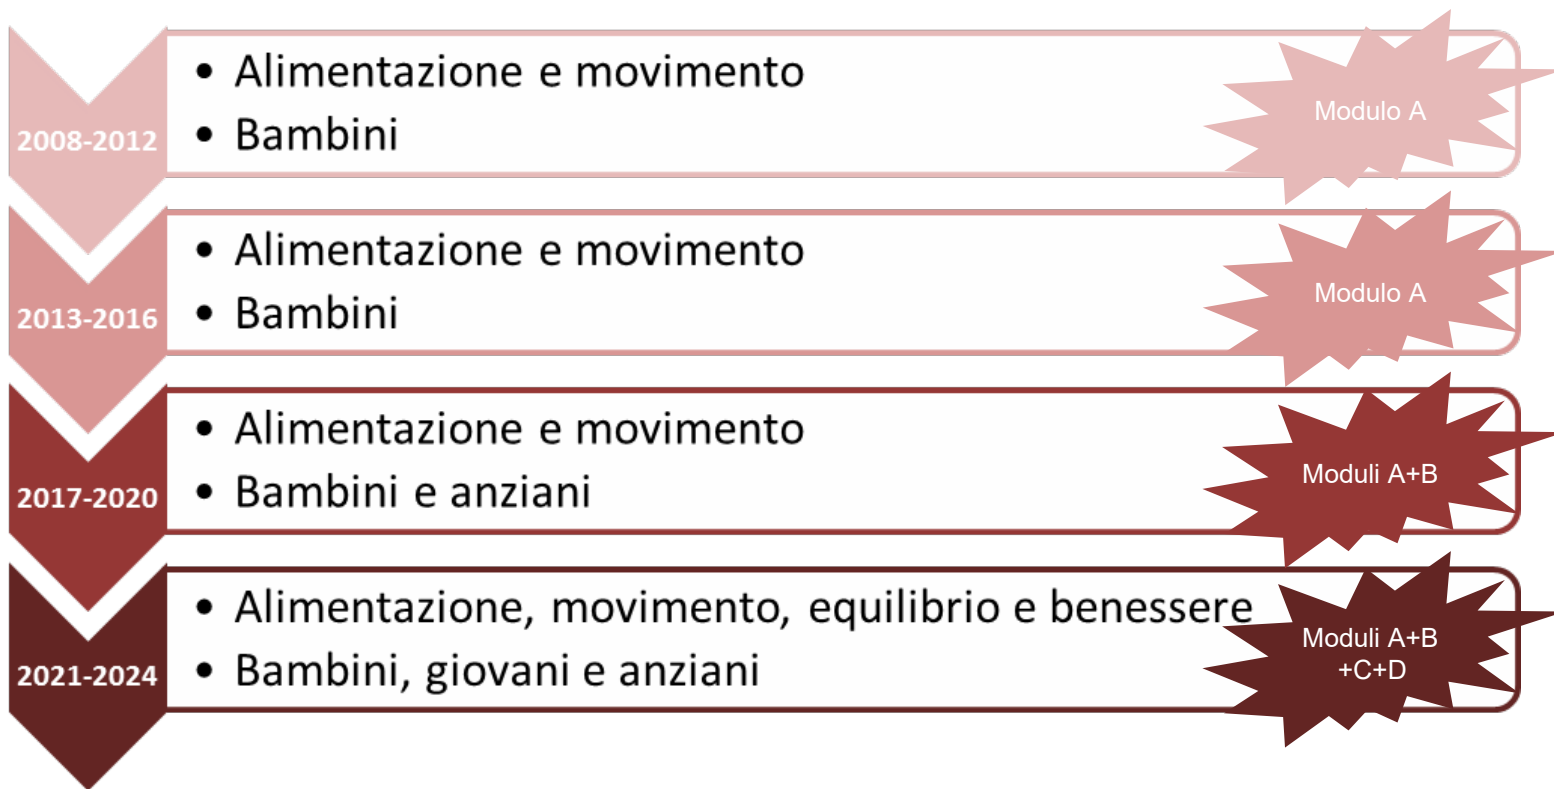 2008-2012
• Alimentazione e movimento
• Bambini
Modulo A
2013-2016
• Alimentazione e movimento
• Bambini
Modulo A
2017-2020
• Alimentazione e movimento
• Bambini e anziani
Moduli A+B
2021-2024
• Alimentazione, movimento, equilibrio e benessere
• Bambini, giovani e anziani
Moduli A+B
+C+D